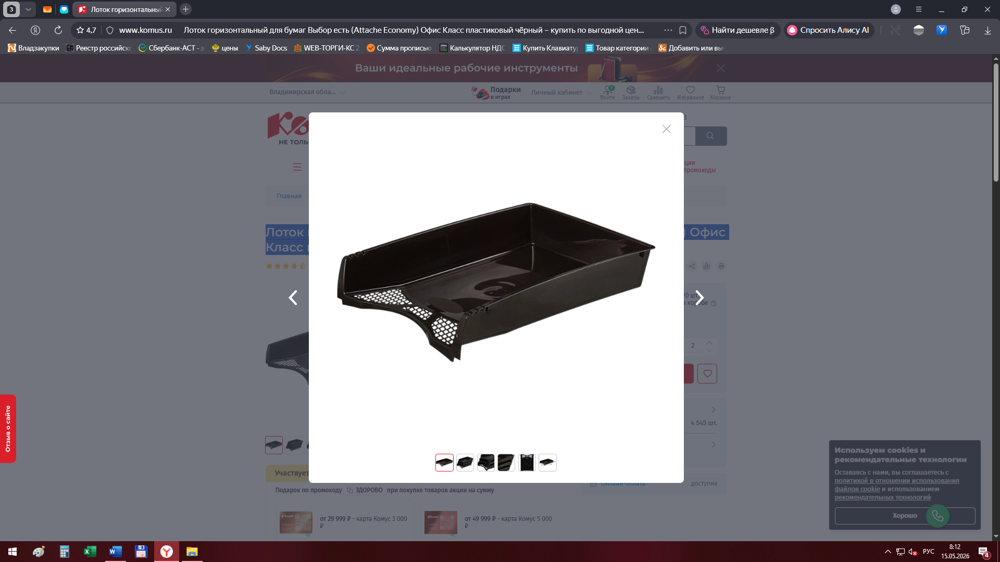 3
Лоток горизонтальный
4,7
www.komus.ru
Лоток горизонтальный для бумаг Выбор есть (Attache Economy) Офис Класс пластиковый чёрный – купить по выгодной цен...
Найти дешевле β
Спросить Алису AI
Владзакупки
Реестр российско
Сбербанк-АСТ - э
цены
Saby Docs
WEB-ТОРГИ-КС 2
Сумма прописью
Калькулятор НДС
Купить Клавиату
Товар категории
Добавить или вы
Ваши идеальные рабочие инструменты
Владимирская обла...
Подарки
в играх
Личный кабинет
Войти
Заказы
Сравнить
Избранное
Корзина
НЕ ТОЛЬ
3
ции
промокоды
Главная
Лоток
) Офис
Класс
20 шт.
в коробе
2
4 545 шт.
Отзыв о сайте
Участвует
Онлайн-оплата
доступна
Подарок по промокоду ЗДОРОВО при покупке товаров акции на сумму
от 29 999 ₽ - карта Комус 3 000
₽
от 49 999 ₽ - карта Комус 5 000
₽
Используем cookies и
рекомендательные технологии
Оставаясь с нами, вы соглашаетесь с
политикой в отношении использования
файлов cookie и использованием
рекомендательных технологий
Хорошо
РУС
8:12
15.05.2026
4